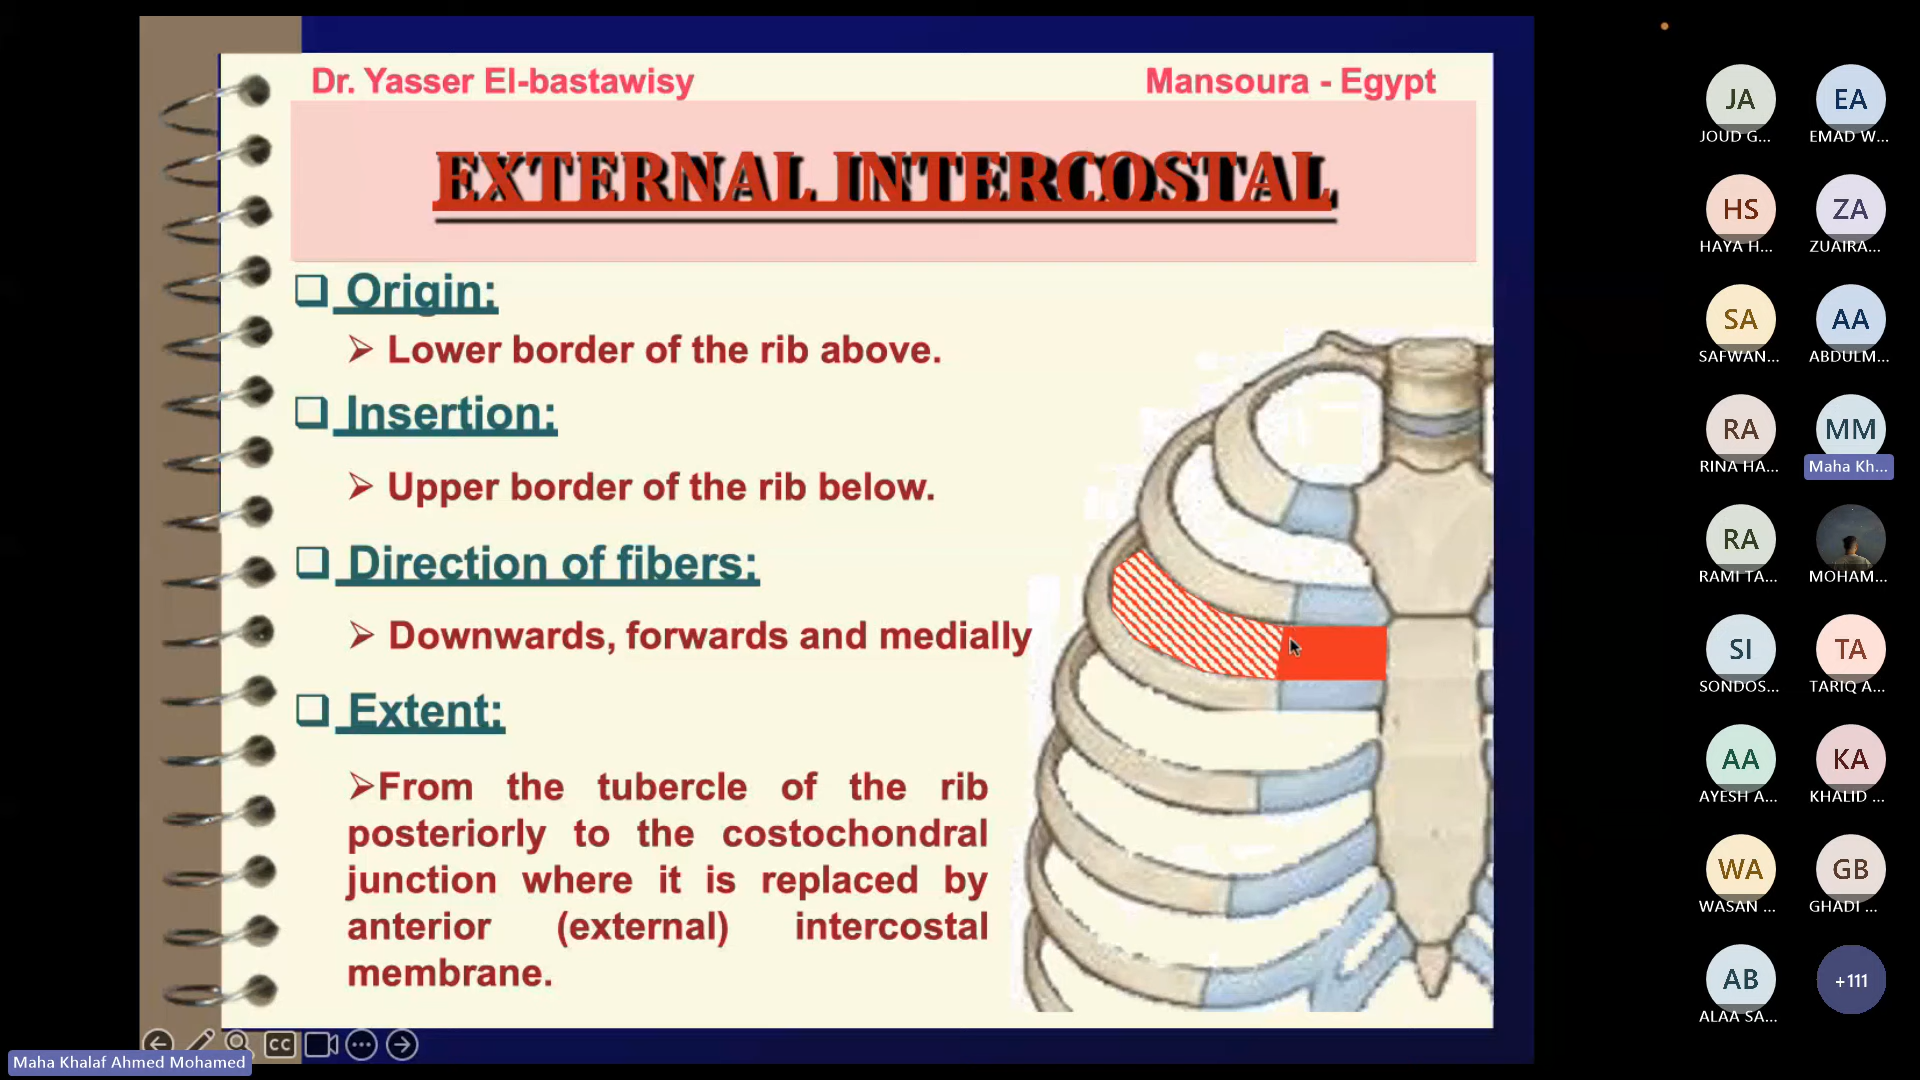 Dr. Yasser El-bastawisy
Mansoura - Egypt
EXTERNAL INTERCOSTAL
Origin:
Lower border of the rib above.
Insertion:
Upper border of the rib below.
Direction of fibers:
Downwards, forwards and medially
Extent:
From the tubercle of the rib
posteriorly to the costochondral
junction where it is replaced by
anterior (external) intercostal
membrane.
CC
Maha Khalaf Ahmed Mohamed
JA
JOUD G...
EA
EMAD W...
HS
HAYA H...
ZA
ZUAIRA...
SA
SAFWAN...
AA
ABDULM...
RA
RINA HA...
MM
Maha Kh...
RA
RAMI TA...
MOHAM...
SI
SONDOS...
TA
TARIQ A...
AA
AYESH A...
KA
KHALID ...
WA
WASAN ...
GB
GHADI ...
AB
ALAA SA...
+111